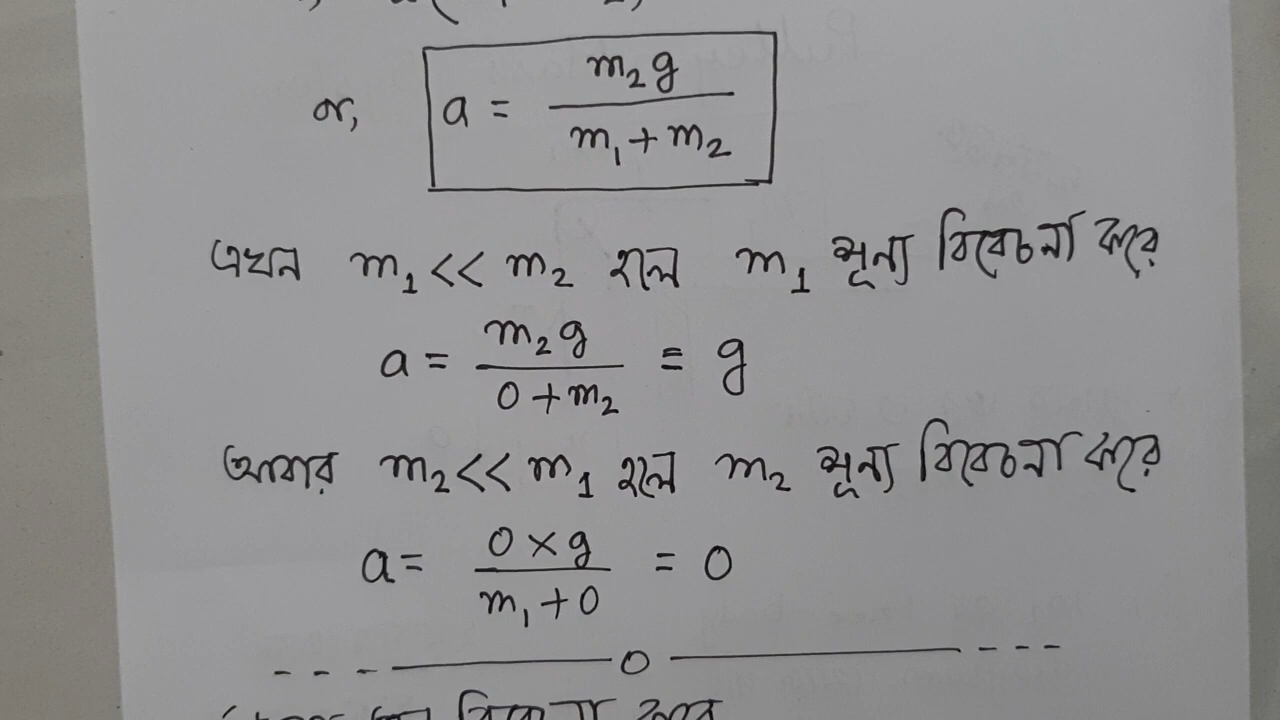 or, a = m₂g / m₁ + m₂
এখন m₁ << m₂ হলে m₁ শূন্য বিবেচনা করে
a = m₂g / 0 + m₂ = g
আবার m₂ << m₁ হলে m₂ শূন্য বিবেচনা করে
a = 0 × g / m₁ + 0 = 0
--- ——— 0 ——— ---